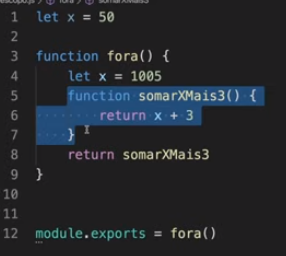 escopo.js > fora > somarXMais3
1 let x = 50
2
3 function fora() {
4 let x = 1005
5 function somarXMais3() {
6 return x + 3
7 }
8 return somarXMais3
9 }
10
11
12 module.exports = fora()